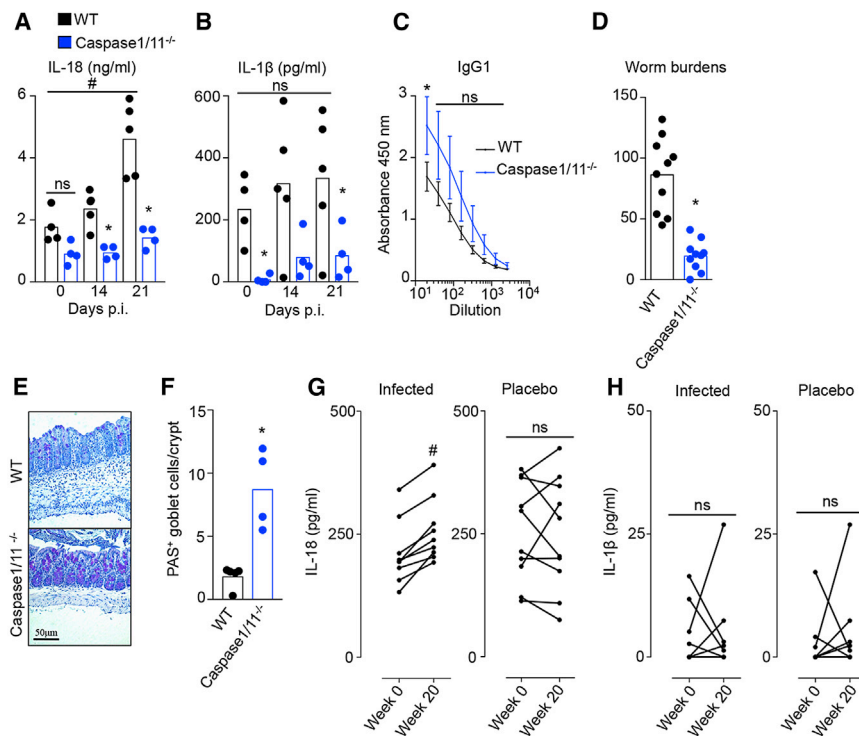 A
WT
Caspase1/11-/-
IL-18 (ng/ml)
#
6
4
2
0
ns
*
*
0 14 21
Days p.i.
B
IL-1β (pg/ml)
ns
600
400
200
0
*
*
0 14 21
Days p.i.
C
IgG1
* ns
3
2
1
0
Absorbance 450 nm
WT
Caspase1/11-/-
10¹ 10² 10³ 10⁴
Dilution
D
Worm burdens
150
100
50
0
*
WT
Caspase1/11-/-
E
WT
Caspase1/11 -/-
50μm
F
PAS+ goblet cells/crypt
15
10
5
0
*
WT
Caspase1/11-/-
G
Infected
IL-18 (pg/ml)
500
250
0
#
Week 0
Week 20
Placebo
500
250
0
ns
Week 0
Week 20
H
Infected
IL-1β (pg/ml)
50
25
0
ns
Week 0
Week 20
Placebo
50
25
0
ns
Week 0
Week 20